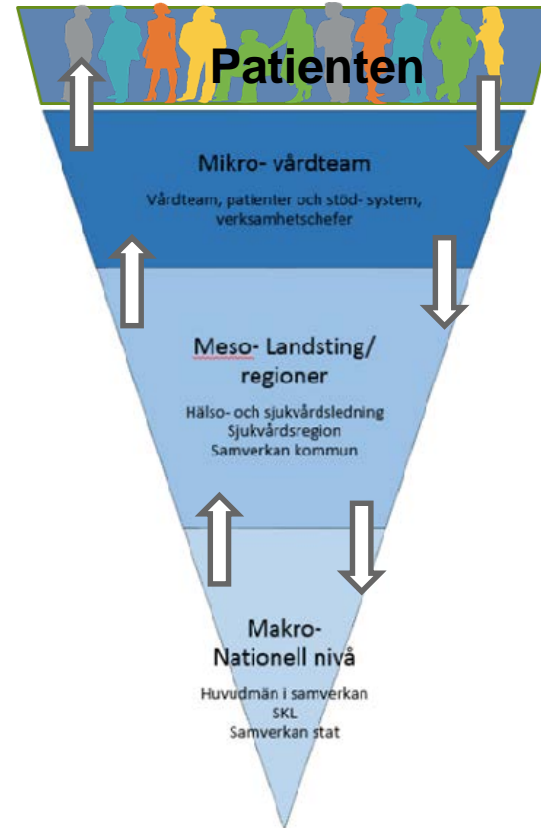 Patienten
Mikro- vårdteam
Vårdteam, patienter och stöd- system,
verksamhetschefer
Meso- Landsting/
regioner
Hälso- och sjukvårdsledning
Sjukvårdsregion
Samverkan kommun
Makro-
Nationell nivå
Huvudmän i samverkan
SKL
Samverkan stat